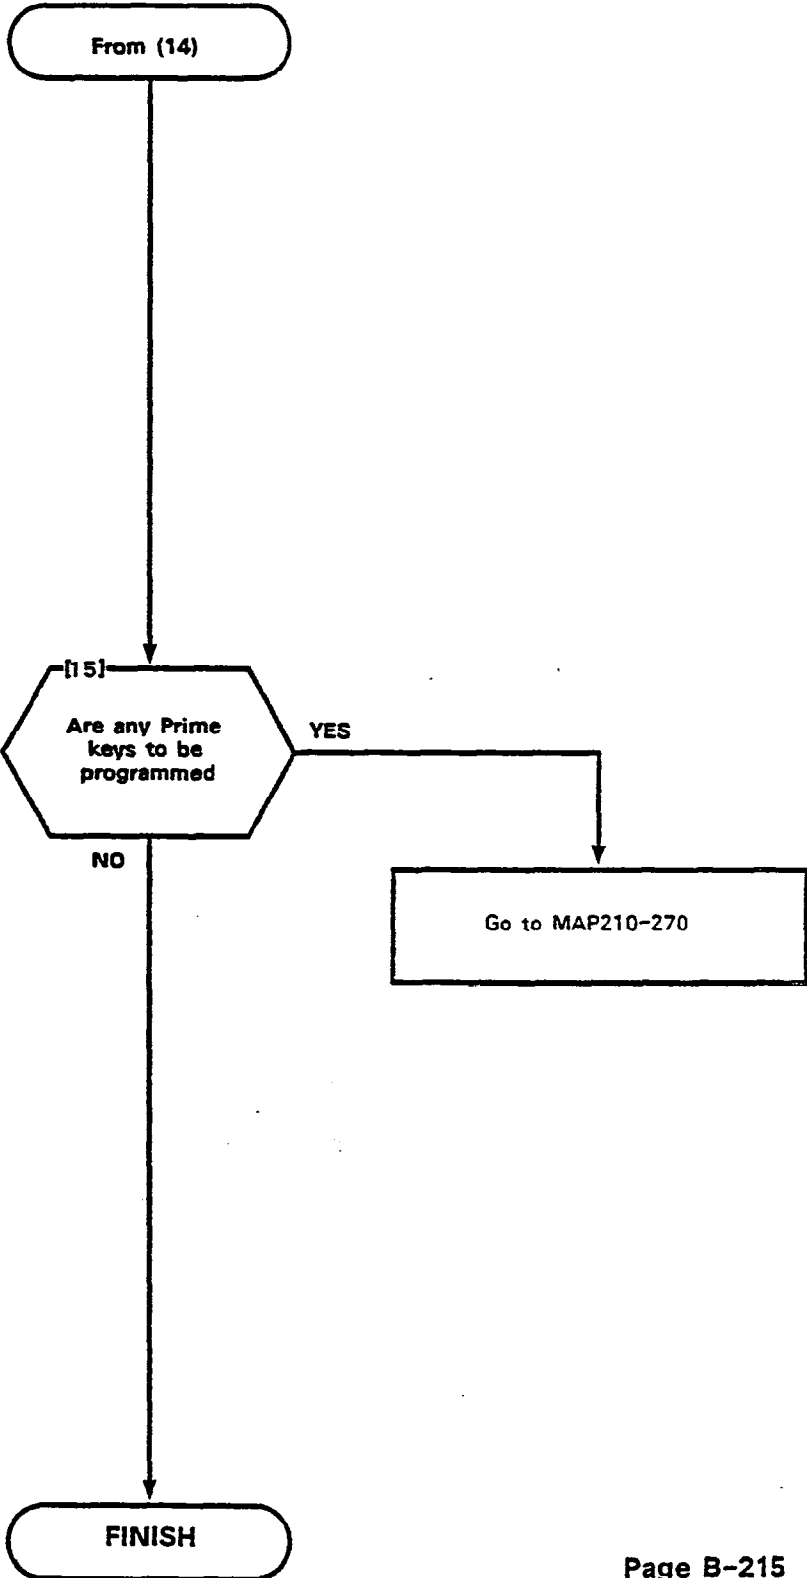 From (14)
[15]
Are any Prime
keys to be
programmed
YES
NO
Go to MAP210-270
FINISH
Page B-215